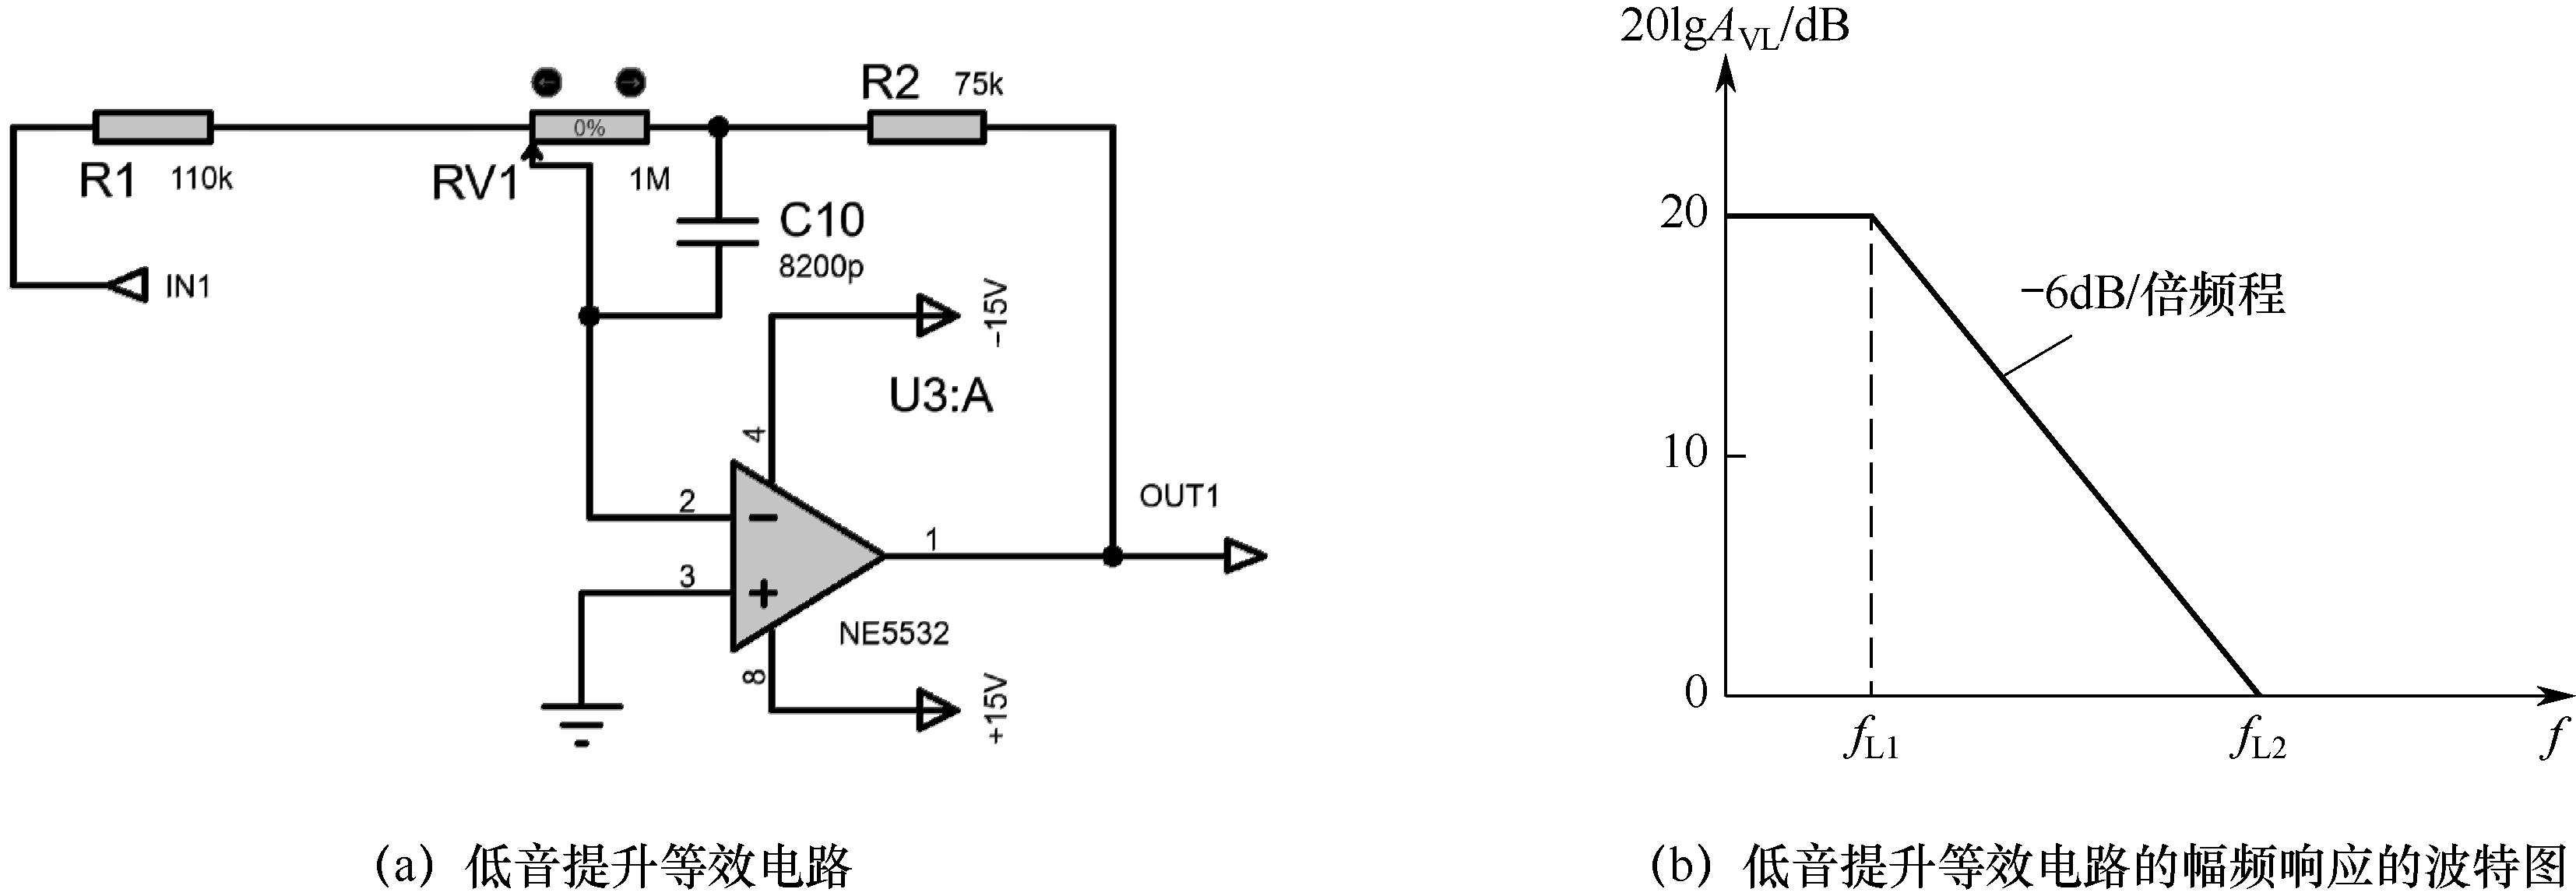 R1 110k
RV1
0%
1M
R2 75k
C10
8200p
IN1
-15V
U3:A
4
2
3
1
8
OUT1
NE5532
+15V
(a) 低音提升等效电路
20lgA_VL/dB
20
10
0
-6dB/倍频程
f_L1
f_L2
f
(b) 低音提升等效电路的幅频响应的波特图